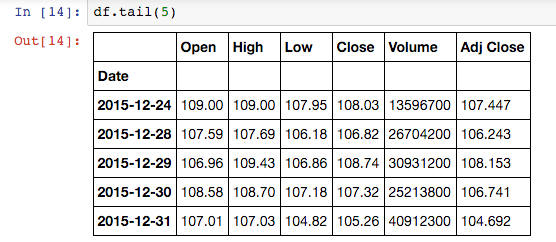 In [14]: df.tail(5)
Out[14]:
Open High Low Close Volume Adj Close
Date
2015-12-24 109.00 109.00 107.95 108.03 13596700 107.447
2015-12-28 107.59 107.69 106.18 106.82 26704200 106.243
2015-12-29 106.96 109.43 106.86 108.74 30931200 108.153
2015-12-30 108.58 108.70 107.18 107.32 25213800 106.741
2015-12-31 107.01 107.03 104.82 105.26 40912300 104.692